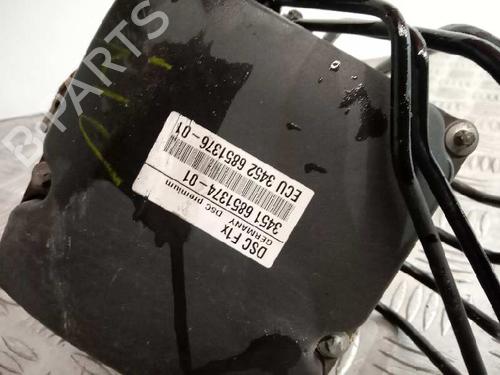 DSC F1x
GERMANY DSC premium
3451 6851374-01
ECU 3452 6851376-01
B-PARTS